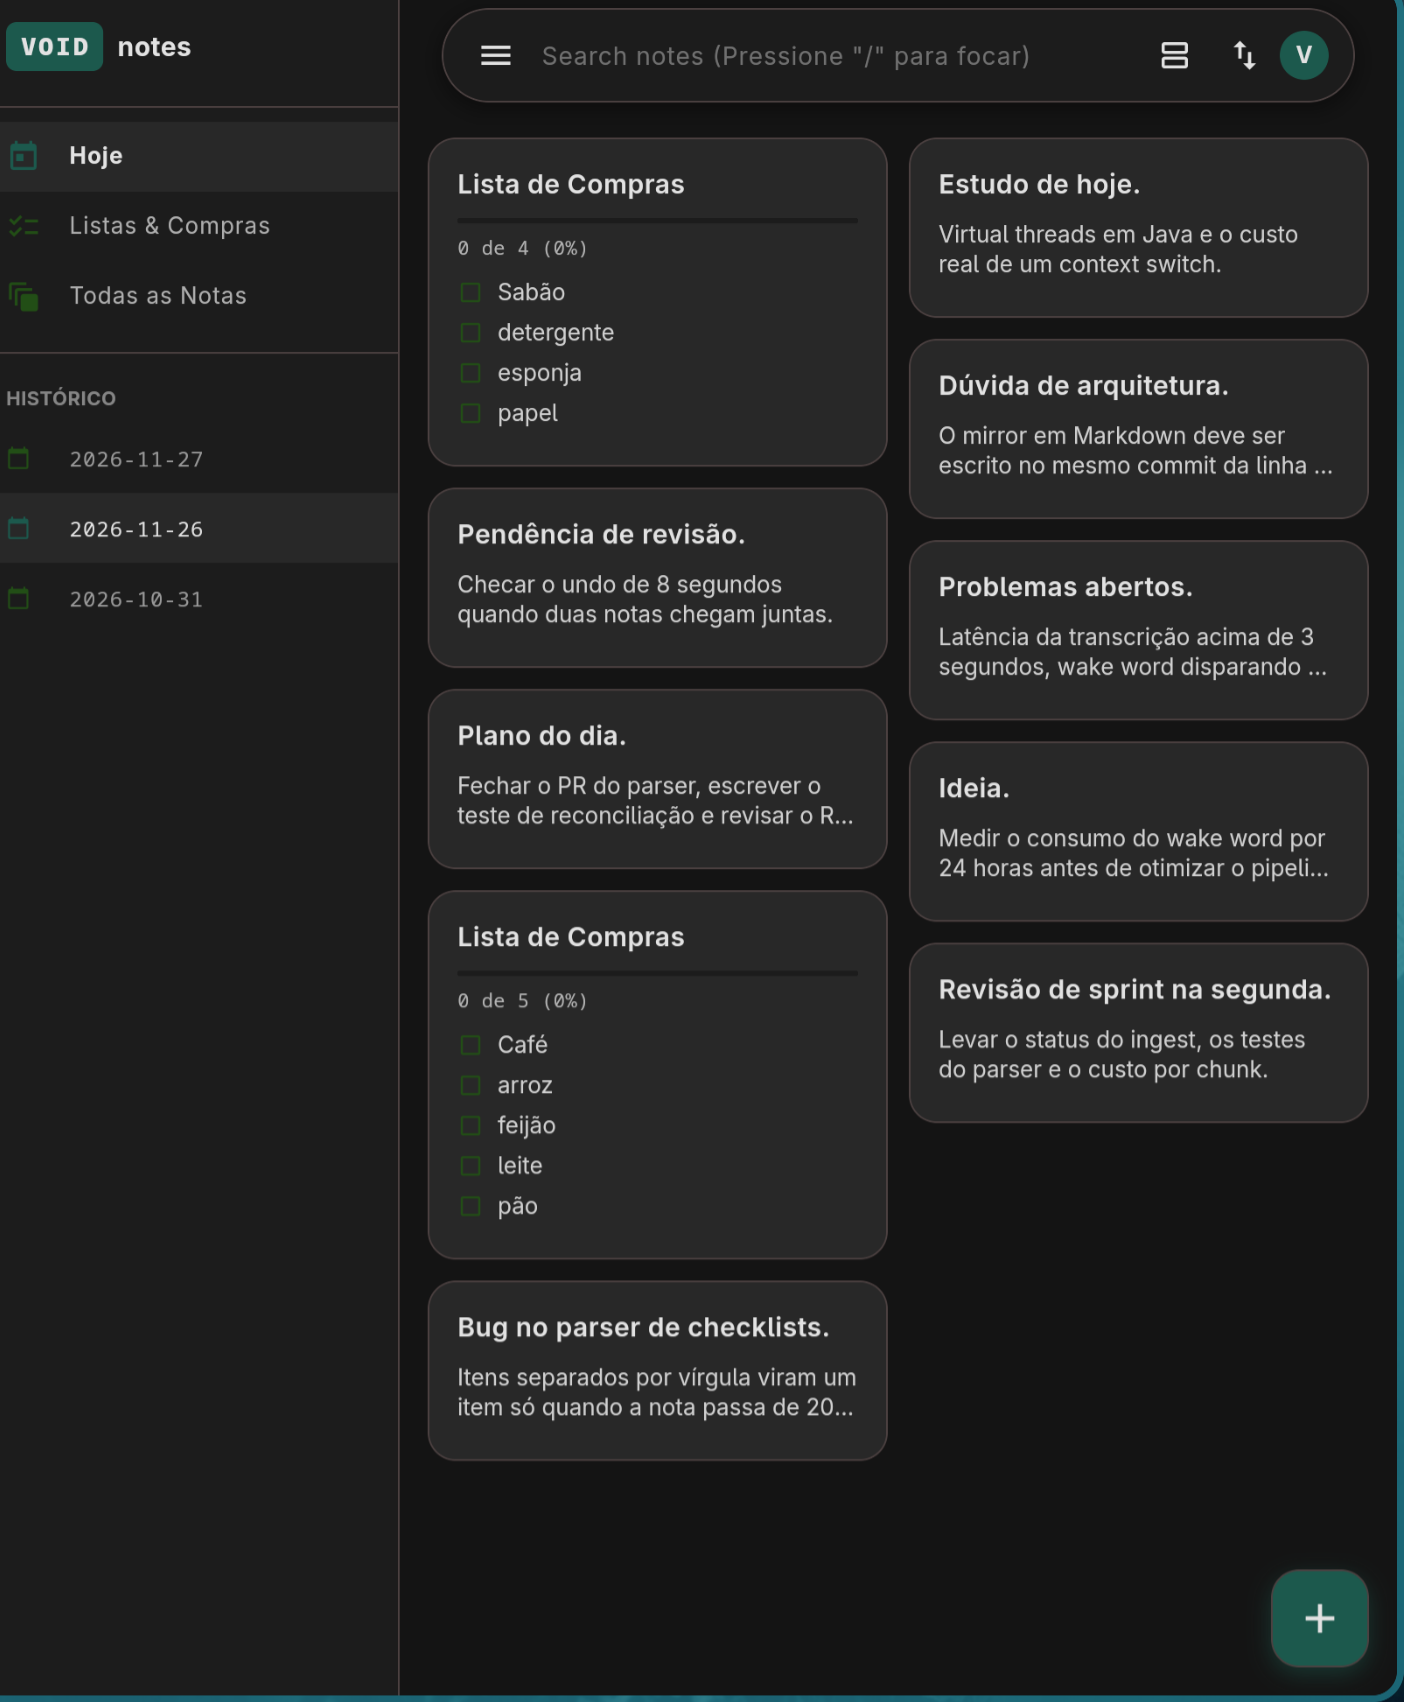 VOID notes
Hoje
Listas & Compras
Todas as Notas
HISTÓRICO
2026-11-27
2026-11-26
2026-10-31
Search notes (Pressione "/" para focar)
V
Lista de Compras
0 de 4 (0%)
Sabão
detergente
esponja
papel
Pendência de revisão.
Checar o undo de 8 segundos
quando duas notas chegam juntas.
Plano do dia.
Fechar o PR do parser, escrever o
teste de reconciliação e revisar o R...
Lista de Compras
0 de 5 (0%)
Café
arroz
feijão
leite
pão
Bug no parser de checklists.
Itens separados por vírgula viram um
item só quando a nota passa de 20...
Estudo de hoje.
Virtual threads em Java e o custo
real de um context switch.
Dúvida de arquitetura.
O mirror em Markdown deve ser
escrito no mesmo commit da linha ...
Problemas abertos.
Latência da transcrição acima de 3
segundos, wake word disparando ...
Ideia.
Medir o consumo do wake word por
24 horas antes de otimizar o pipeli...
Revisão de sprint na segunda.
Levar o status do ingest, os testes
do parser e o custo por chunk.